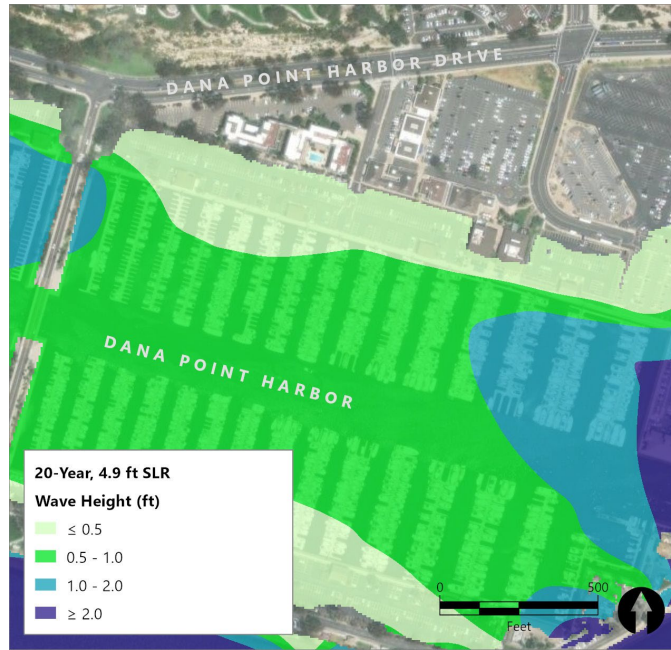 DANA POINT HARBOR DRIVE
DANA POINT HARBOR
20-Year, 4.9 ft SLR
Wave Height (ft)
≤ 0.5
0.5 - 1.0
1.0 - 2.0
≥ 2.0
0 500
Feet